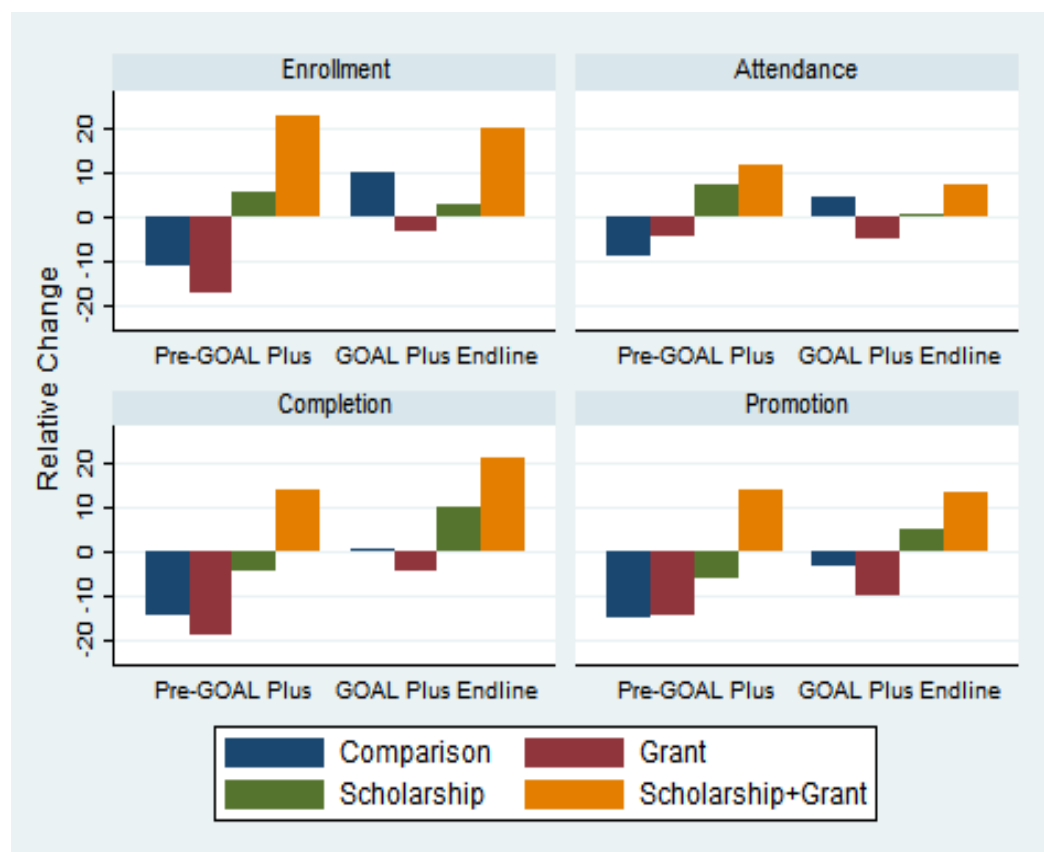 Enrollment
Attendance
20
10
0
-10
-20
Pre-GOAL Plus
GOAL Plus Endline
Pre-GOAL Plus
GOAL Plus Endline
Relative Change
Completion
Promotion
20
10
0
-10
-20
Pre-GOAL Plus
GOAL Plus Endline
Pre-GOAL Plus
GOAL Plus Endline
Comparison
Grant
Scholarship
Scholarship+Grant